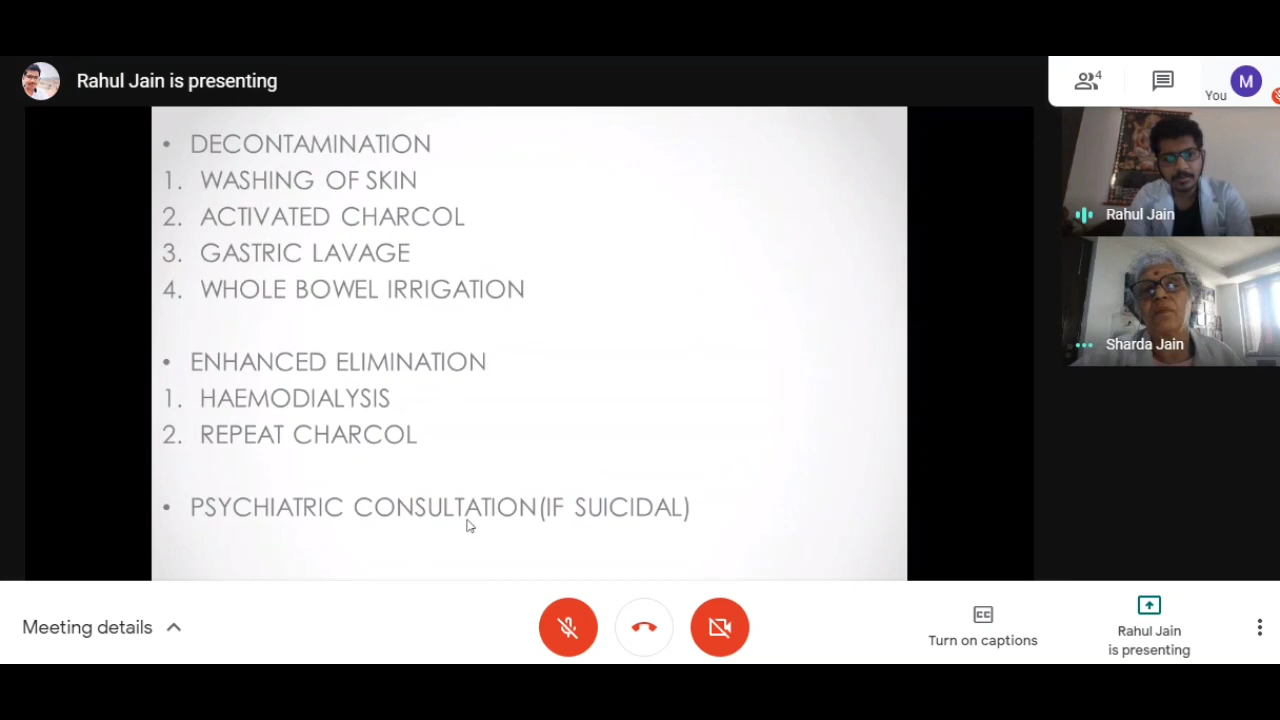 Rahul Jain is presenting
4
You
M
• DECONTAMINATION
1. WASHING OF SKIN
2. ACTIVATED CHARCOL
3. GASTRIC LAVAGE
4. WHOLE BOWEL IRRIGATION
• ENHANCED ELIMINATION
1. HAEMODIALYSIS
2. REPEAT CHARCOL
• PSYCHIATRIC CONSULTATION(IF SUICIDAL)
Rahul Jain
Sharda Jain
Meeting details
CC
Turn on captions
Rahul Jain
is presenting